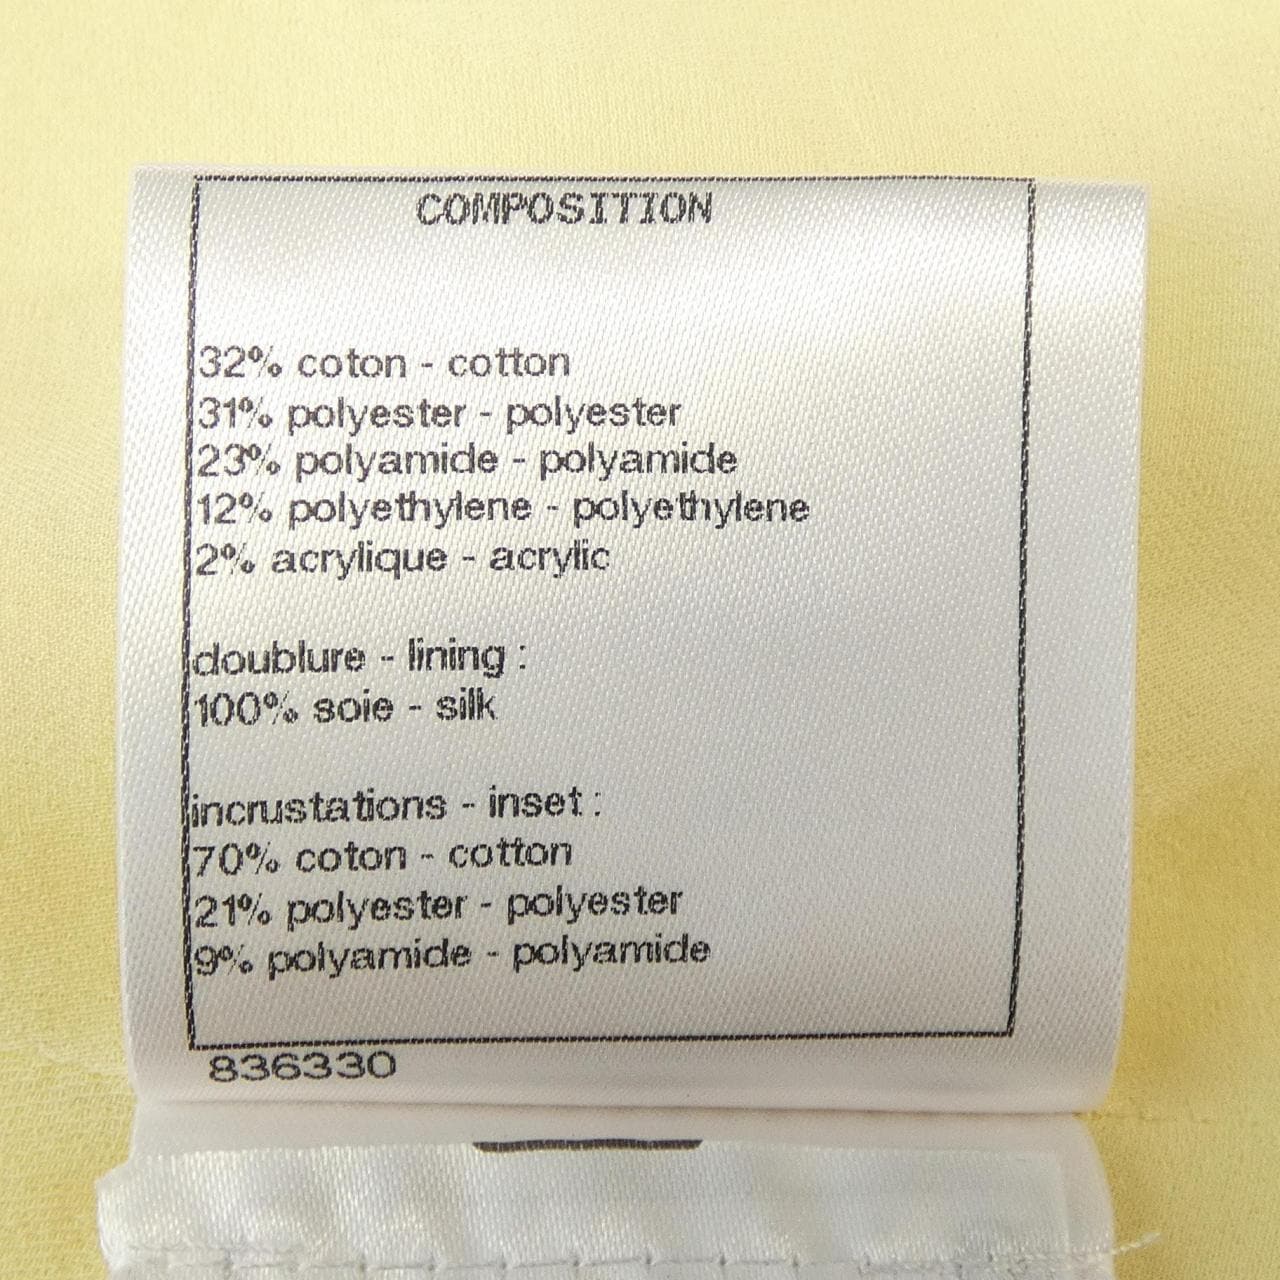 COMPOSITION
32% coton - cotton
31% polyester - polyester
23% polyamide - polyamide
12% polyethylene - polyethylene
2% acrylique - acrylic
doublure - lining :
100% soie - silk
incrustations - inset :
70% coton - cotton
21% polyester - polyester
9% polyamide - polyamide
836330